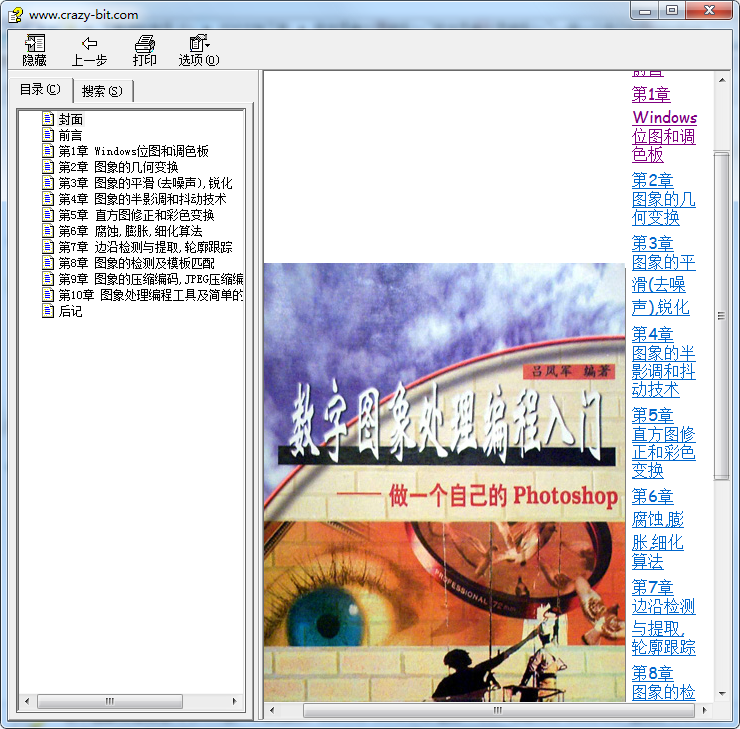 www.crazy-bit.com
隐藏
上一步
打印
选项(O)
目录(C)
搜索(S)
封面
前言
第1章 Windows位图和调色板
第2章 图象的几何变换
第3章 图象的平滑(去噪声),锐化
第4章 图象的半影调和抖动技术
第5章 直方图修正和彩色变换
第6章 腐蚀,膨胀,细化算法
第7章 边沿检测与提取,轮廓跟踪
第8章 图象的检测及模板匹配
第9章 图象的压缩编码,JPEG压缩编
第10章 图象处理编程工具及简单的
后记
吕凤军 编著
数字图象处理编程入门
—— 做一个自己的 Photoshop
PROFESSIONAL 72mm
前言
第1章
Windows
位图和调
色板
第2章
图象的几
何变换
第3章
图象的平
滑(去噪
声),锐化
第4章
图象的半
影调和抖
动技术
第5章
直方图修
正和彩色
变换
第6章
腐蚀,膨
胀,细化
算法
第7章
边沿检测
与提取,
轮廓跟踪
第8章
图象的检